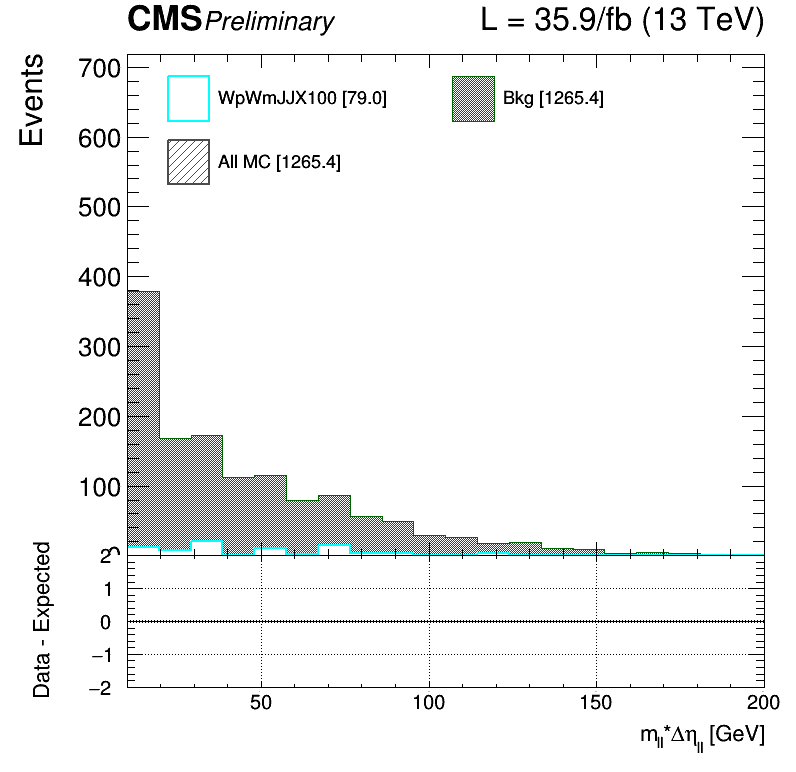 CMS Preliminary L = 35.9/fb (13 TeV)
Events
700
600
500
400
300
200
100
WpWmJJX100 [79.0]
Bkg [1265.4]
All MC [1265.4]
Data - Expected
2
1
0
−1
−2
50 100 150 200
m_ll*Δη_ll [GeV]